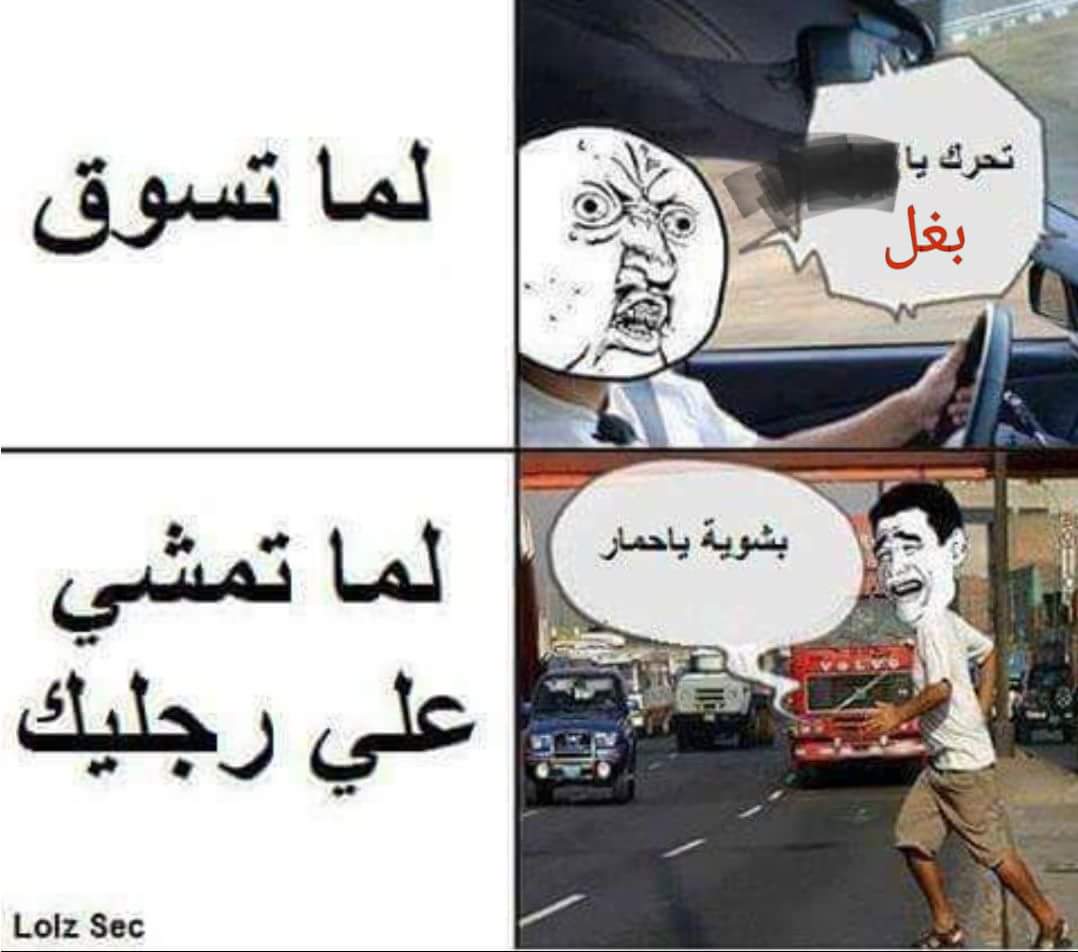 لما تسوق
تحرك يا
بغل
لما تمشي
علي رجليك
بشوية ياحمار
VOLVO
Lolz Sec